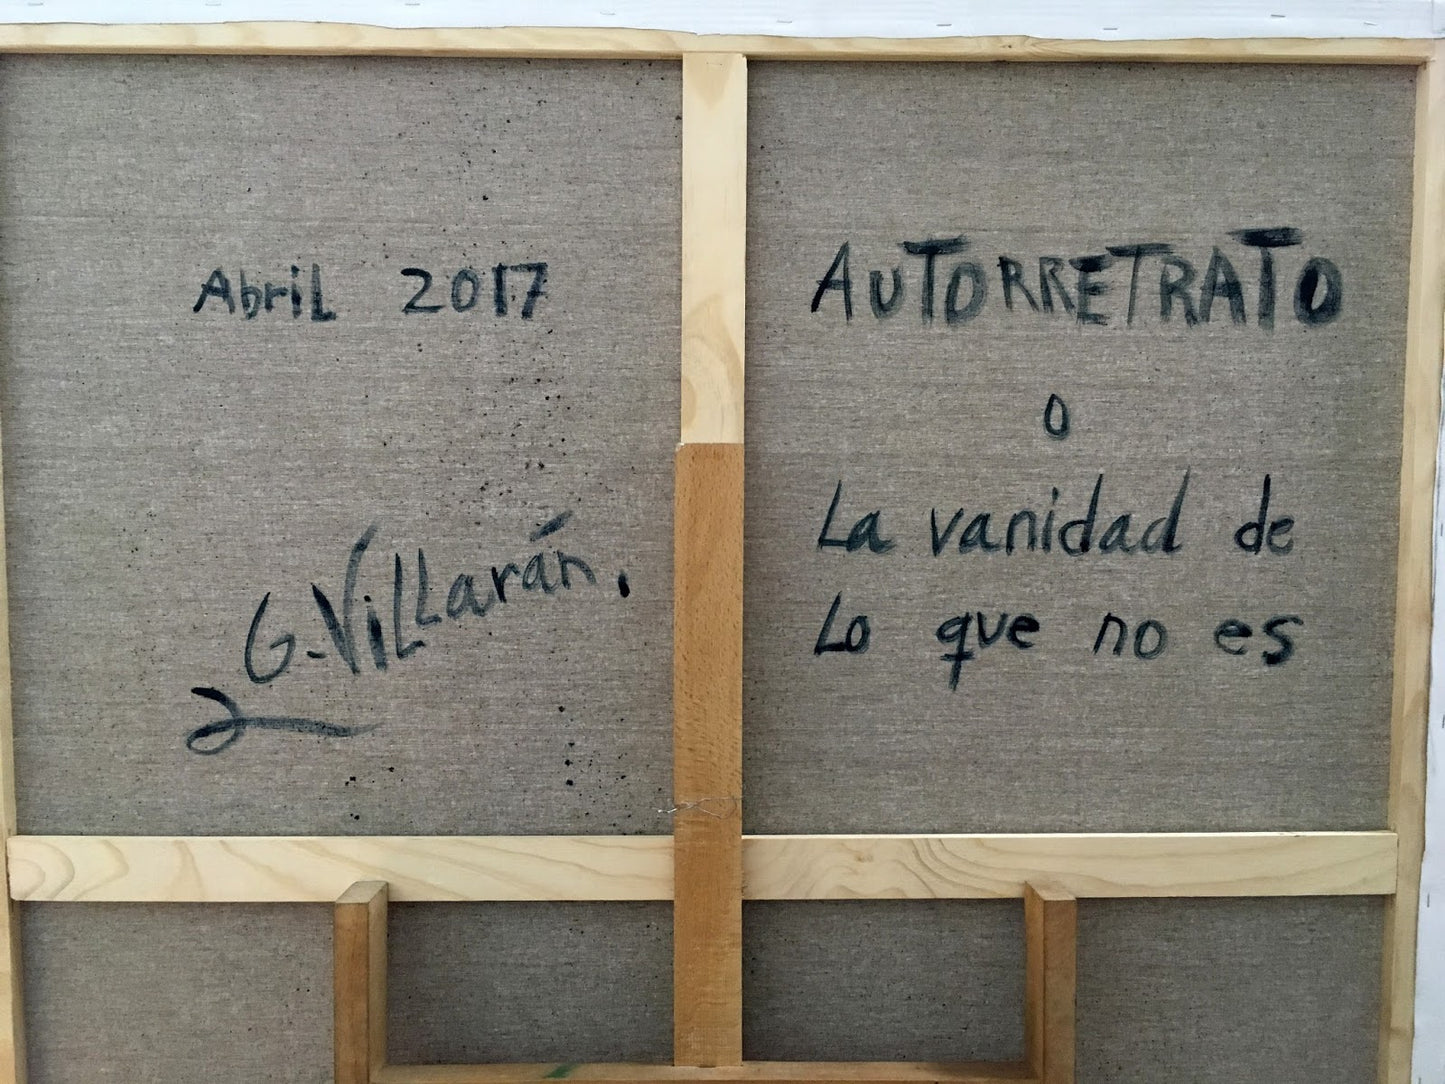 Abril 2017
G. Villarán.
AUTORRETRATO
o
La vanidad de
Lo que no es